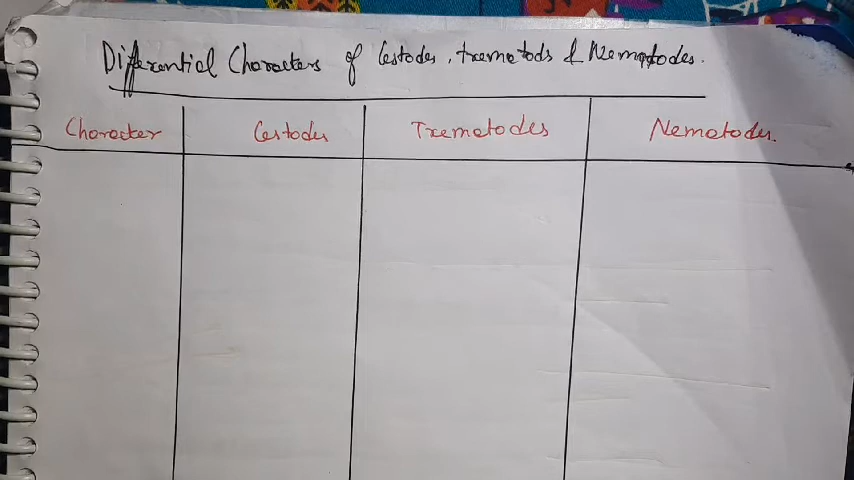 Differential Characters of Cestodes, trematods & Nematodes.
Character Cestodes Trematodes Nematodes.